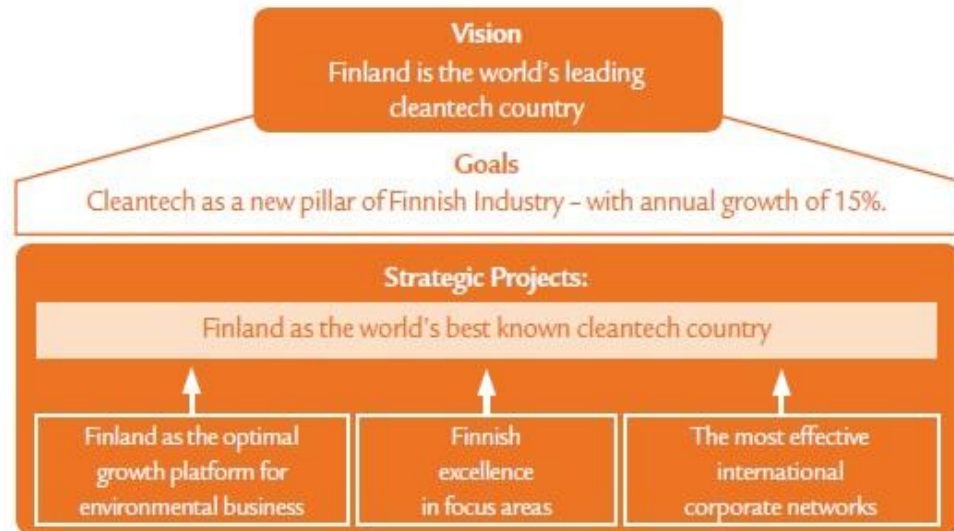 Vision
Finland is the world's leading
cleantech country
Goals
Cleantech as a new pillar of Finnish Industry – with annual growth of 15%.
Strategic Projects:
Finland as the world's best known cleantech country
Finland as the optimal
growth platform for
environmental business
Finnish
excellence
in focus areas
The most effective
international
corporate networks